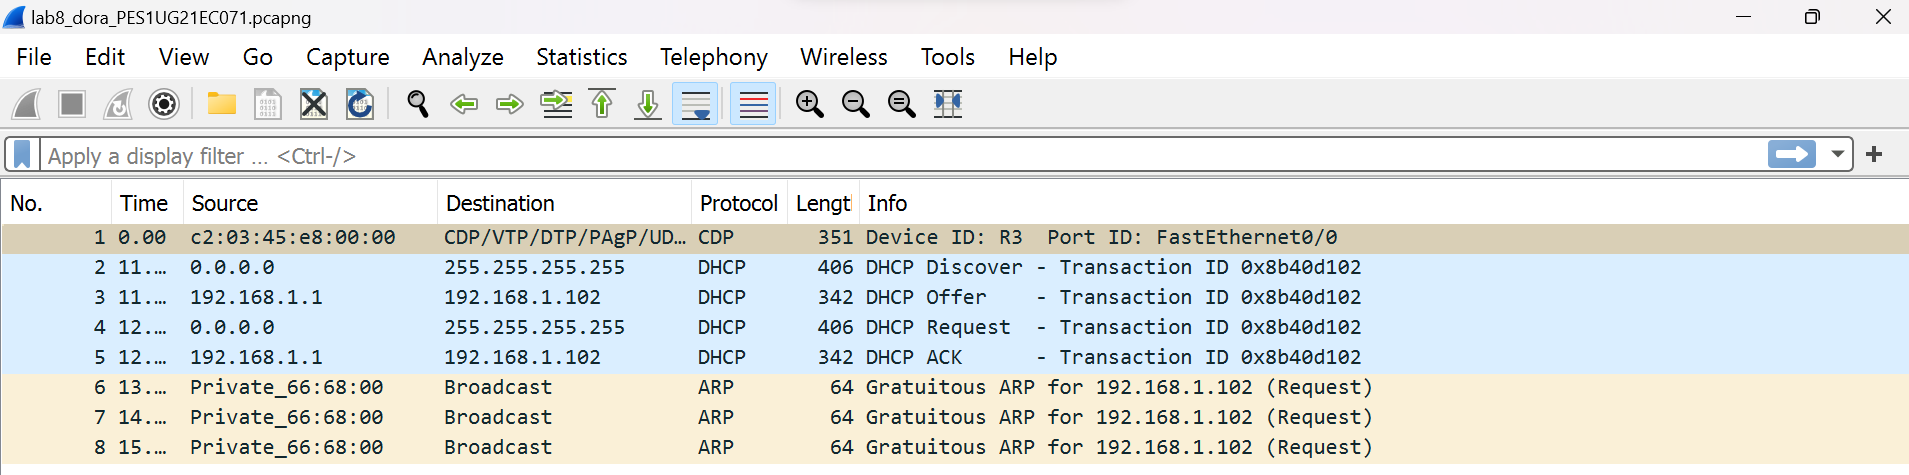 lab8_dora_PES1UG21EC071.pcapng
File Edit View Go Capture Analyze Statistics Telephony Wireless Tools Help
Apply a display filter ... <Ctrl-/>
No. Time Source Destination Protocol Lengt Info
1 0.00 c2:03:45:e8:00:00 CDP/VTP/DTP/PAgP/UD… CDP 351 Device ID: R3 Port ID: FastEthernet0/0
2 11.… 0.0.0.0 255.255.255.255 DHCP 406 DHCP Discover - Transaction ID 0x8b40d102
3 11.… 192.168.1.1 192.168.1.102 DHCP 342 DHCP Offer - Transaction ID 0x8b40d102
4 12.… 0.0.0.0 255.255.255.255 DHCP 406 DHCP Request - Transaction ID 0x8b40d102
5 12.… 192.168.1.1 192.168.1.102 DHCP 342 DHCP ACK - Transaction ID 0x8b40d102
6 13.… Private_66:68:00 Broadcast ARP 64 Gratuitous ARP for 192.168.1.102 (Request)
7 14.… Private_66:68:00 Broadcast ARP 64 Gratuitous ARP for 192.168.1.102 (Request)
8 15.… Private_66:68:00 Broadcast ARP 64 Gratuitous ARP for 192.168.1.102 (Request)